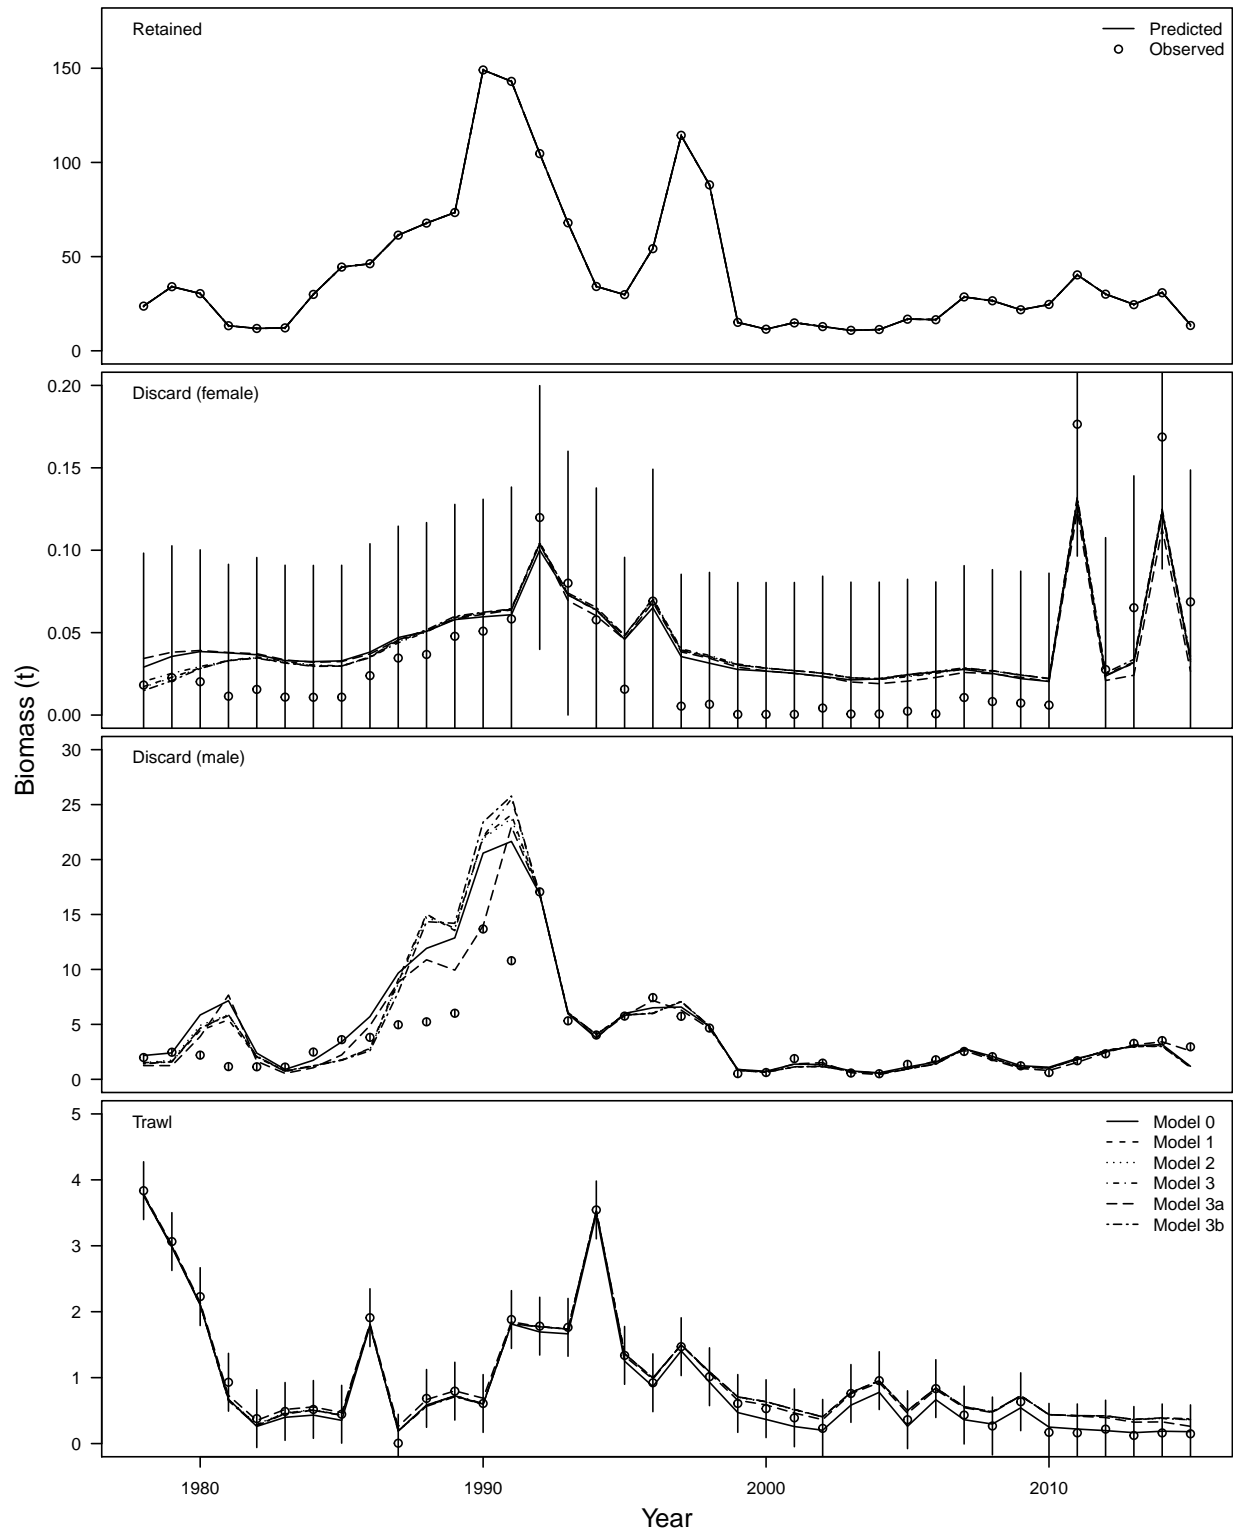 Retained
Predicted
Observed
150
100
50
0
Discard (female)
0.20
0.15
0.10
0.05
0.00
Discard (male)
30
25
20
15
10
5
0
Trawl
Model 0
Model 1
Model 2
Model 3
Model 3a
Model 3b
5
4
3
2
1
0
1980 1990 2000 2010
Year
Biomass (t)